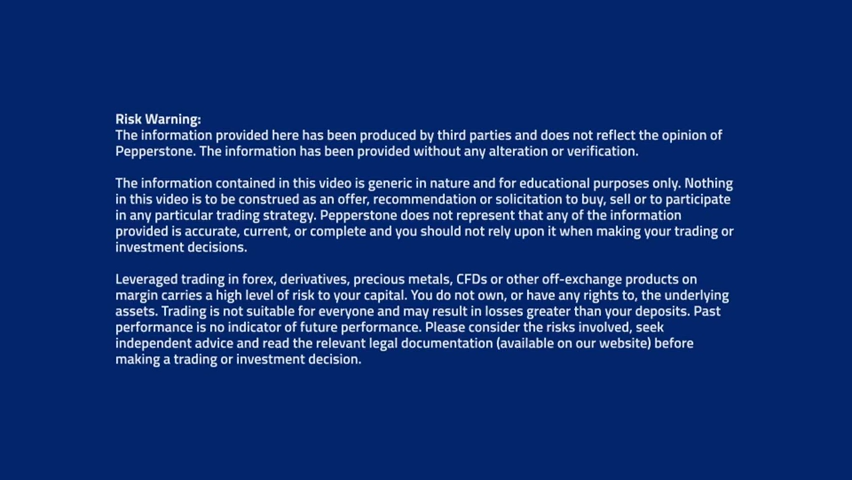 Risk Warning:
The information provided here has been produced by third parties and does not reflect the opinion of
Pepperstone. The information has been provided without any alteration or verification.
The information contained in this video is generic in nature and for educational purposes only. Nothing
in this video is to be construed as an offer, recommendation or solicitation to buy, sell or to participate
in any particular trading strategy. Pepperstone does not represent that any of the information
provided is accurate, current, or complete and you should not rely upon it when making your trading or
investment decisions.
Leveraged trading in forex, derivatives, precious metals, CFDs or other off-exchange products on
margin carries a high level of risk to your capital. You do not own, or have any rights to, the underlying
assets. Trading is not suitable for everyone and may result in losses greater than your deposits. Past
performance is no indicator of future performance. Please consider the risks involved, seek
independent advice and read the relevant legal documentation (available on our website) before
making a trading or investment decision.